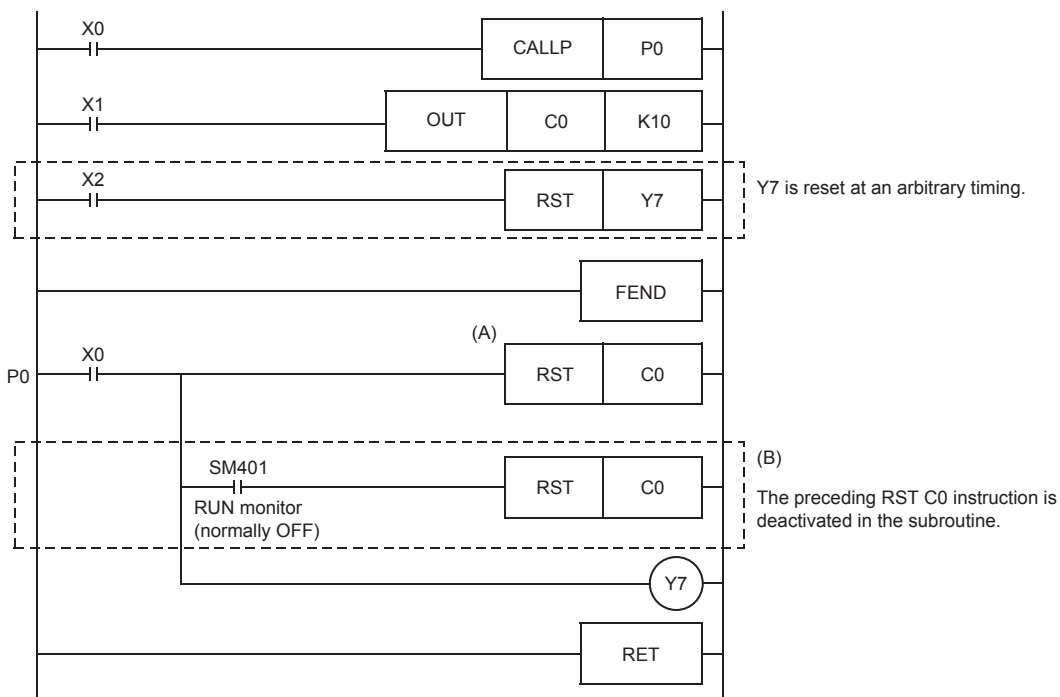 X0
CALLP P0
X1
OUT C0 K10
X2
RST Y7
Y7 is reset at an arbitrary timing.
FEND
(A)
P0
X0
RST C0
(B)
SM401
RST C0
RUN monitor
(normally OFF)
The preceding RST C0 instruction is
deactivated in the subroutine.
Y7
RET